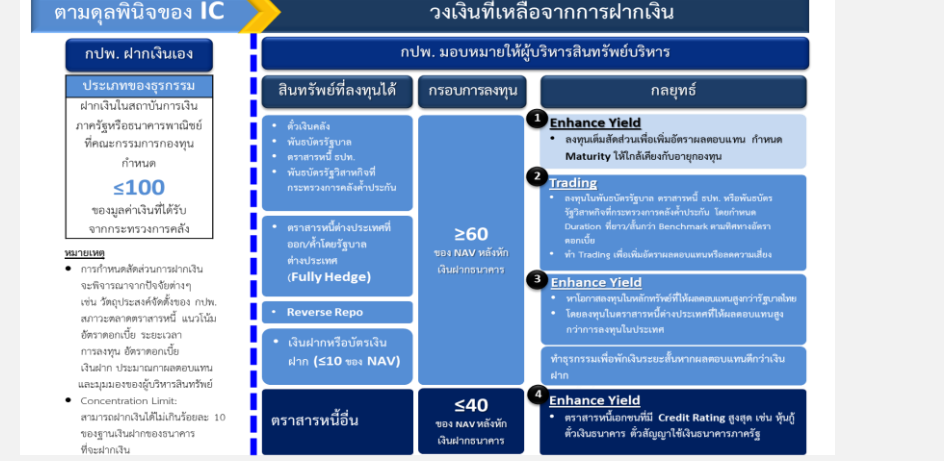 ตามดุลพินิจของ IC
วงเงินที่เหลือจากการฝากเงิน
กปพ. ฝากเงินเอง
ประเภทของธุรกรรม
ฝากเงินในสถาบันการเงิน
ภาครัฐหรือธนาคารพาณิชย์
ที่คณะกรรมการกองทุน
กำหนด
≤100
ของมูลค่าเงินที่ได้รับ
จากกระทรวงการคลัง
หมายเหตุ
● การกำหนดสัดส่วนการฝากเงิน
จะพิจารณาจากปัจจัยต่างๆ
เช่น วัตถุประสงค์จัดตั้งของ กปพ.
สภาวะตลาดตราสารหนี้ แนวโน้ม
อัตราดอกเบี้ย ระยะเวลา
การลงทุน อัตราดอกเบี้ย
เงินฝาก ประมาณการผลตอบแทน
และมุมมองของผู้บริหารสินทรัพย์
● Concentration Limit:
สามารถฝากเงินได้ไม่เกินร้อยละ 10
ของฐานเงินฝากของธนาคาร
ที่จะฝากเงิน
กปพ. มอบหมายให้ผู้บริหารสินทรัพย์บริหาร
สินทรัพย์ที่ลงทุนได้
กรอบการลงทุน
กลยุทธ์
• ตั๋วเงินคลัง
• พันธบัตรรัฐบาล
• ตราสารหนี้ ธปท.
• พันธบัตรรัฐวิสาหกิจที่
กระทรวงการคลังค้ำประกัน
• ตราสารหนี้ต่างประเทศที่
ออก/ค้ำโดยรัฐบาล
ต่างประเทศ
(Fully Hedge)
• Reverse Repo
• เงินฝากหรือบัตรเงิน
ฝาก (≤10 ของ NAV)
ตราสารหนี้อื่น
≥60
ของ NAV หลังหัก
เงินฝากธนาคาร
≤40
ของ NAV หลังหัก
เงินฝากธนาคาร
1 Enhance Yield
• ลงทุนเต็มสัดส่วนเพื่อเพิ่มอัตราผลตอบแทน กำหนด
Maturity ให้ใกล้เคียงกับอายุกองทุน
2 Trading
• ลงทุนในพันธบัตรรัฐบาล ตราสารหนี้ ธปท. หรือพันธบัตร
รัฐวิสาหกิจที่กระทรวงการคลังค้ำประกัน โดยกำหนด
Duration ที่ยาว/สั้นกว่า Benchmark ตามทิศทางอัตรา
ดอกเบี้ย
• ทำ Trading เพื่อเพิ่มอัตราผลตอบแทนหรือลดความเสี่ยง
3 Enhance Yield
• หาโอกาสลงทุนในหลักทรัพย์ที่ให้ผลตอบแทนสูงกว่ารัฐบาลไทย
• โดยลงทุนในตราสารหนี้ต่างประเทศที่ให้ผลตอบแทนสูง
กว่าการลงทุนในประเทศ
ทำธุรกรรมเพื่อพักเงินระยะสั้นหากผลตอบแทนดีกว่าเงิน
ฝาก
4 Enhance Yield
• ตราสารหนี้เอกชนที่มี Credit Rating สูงสุด เช่น หุ้นกู้
ตั๋วเงินธนาคาร ตั๋วสัญญาใช้เงินธนาคารภาครัฐ